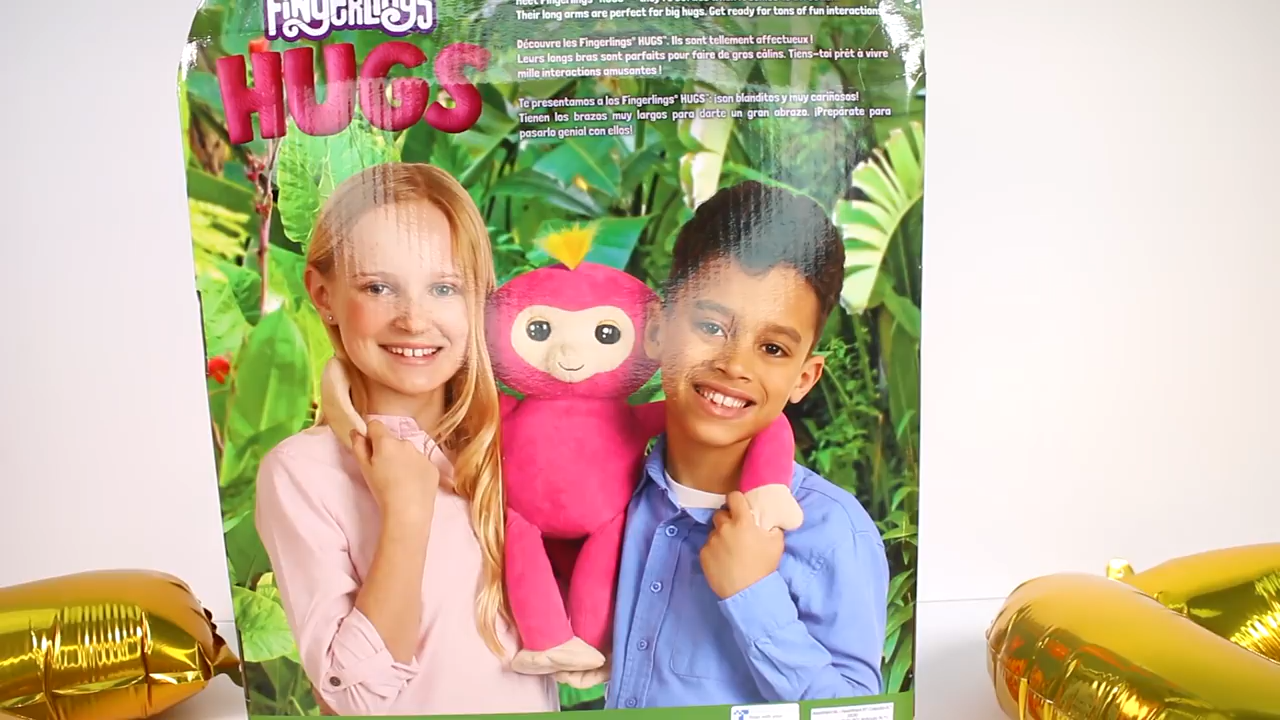 FINGERLINGS
HUGS
Their long arms are perfect for big hugs. Get ready for tons of fun interactions
Découvre les Fingerlings® HUGS™. Ils sont tellement affectueux !
Leurs longs bras sont parfaits pour faire de gros câlins. Tiens-toi prêt à vivre
mille interactions amusantes !
Te presentamos a los Fingerlings® HUGS™: ¡son blanditos y muy cariñosos!
Tienen los brazos muy largos para darte un gran abrazo. ¡Prepárate para
pasarlo genial con ellos!